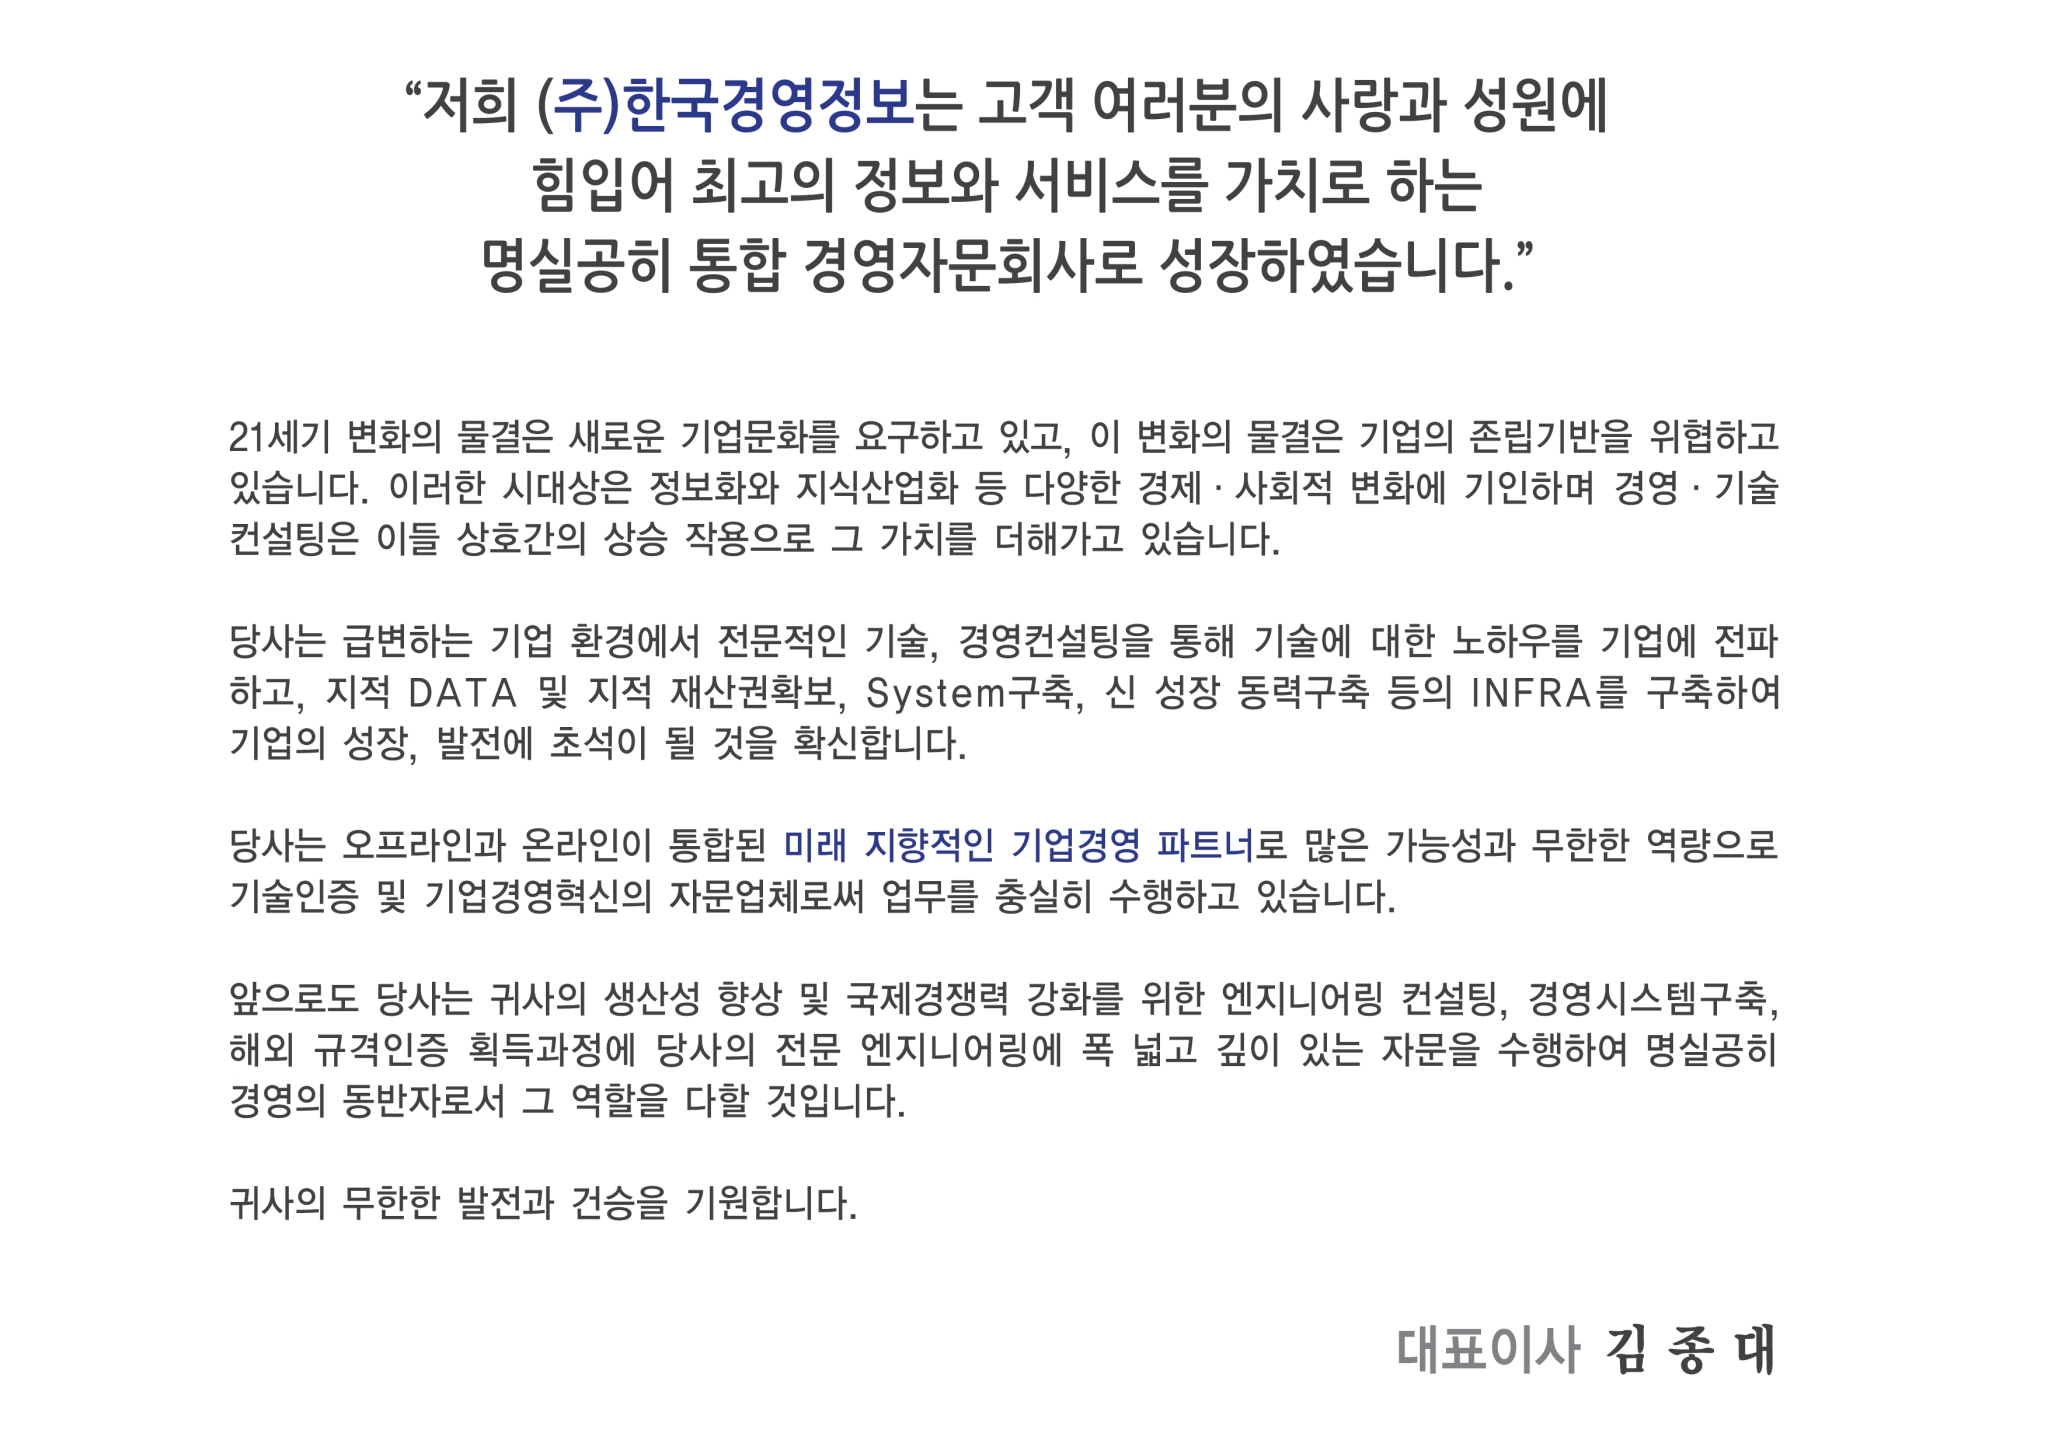 “저희 (주)한국경영정보는 고객 여러분의 사랑과 성원에
힘입어 최고의 정보와 서비스를 가치로 하는
명실공히 통합 경영자문회사로 성장하였습니다.”
21세기 변화의 물결은 새로운 기업문화를 요구하고 있고, 이 변화의 물결은 기업의 존립기반을 위협하고
있습니다. 이러한 시대상은 정보화와 지식산업화 등 다양한 경제·사회적 변화에 기인하며 경영·기술
컨설팅은 이들 상호간의 상승 작용으로 그 가치를 더해가고 있습니다.
당사는 급변하는 기업 환경에서 전문적인 기술, 경영컨설팅을 통해 기술에 대한 노하우를 기업에 전파
하고, 지적 DATA 및 지적 재산권확보, System구축, 신 성장 동력구축 등의 INFRA를 구축하여
기업의 성장, 발전에 초석이 될 것을 확신합니다.
당사는 오프라인과 온라인이 통합된 미래 지향적인 기업경영 파트너로 많은 가능성과 무한한 역량으로
기술인증 및 기업경영혁신의 자문업체로써 업무를 충실히 수행하고 있습니다.
앞으로도 당사는 귀사의 생산성 향상 및 국제경쟁력 강화를 위한 엔지니어링 컨설팅, 경영시스템구축,
해외 규격인증 획득과정에 당사의 전문 엔지니어링에 폭 넓고 깊이 있는 자문을 수행하여 명실공히
경영의 동반자로서 그 역할을 다할 것입니다.
귀사의 무한한 발전과 건승을 기원합니다.
대표이사 김 종 대